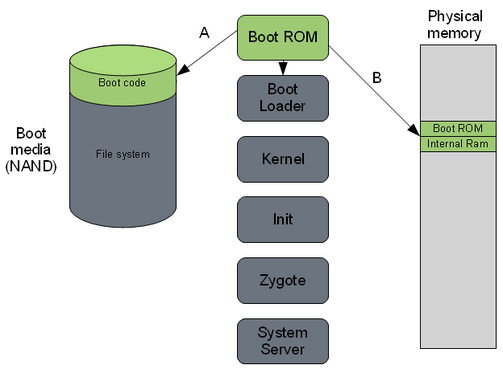 Physical
memory
A
Boot ROM
B
Boot code
Boot
Loader
Boot ROM
Internal Ram
Boot
media
(NAND)
File system
Kernel
Init
Zygote
System
Server